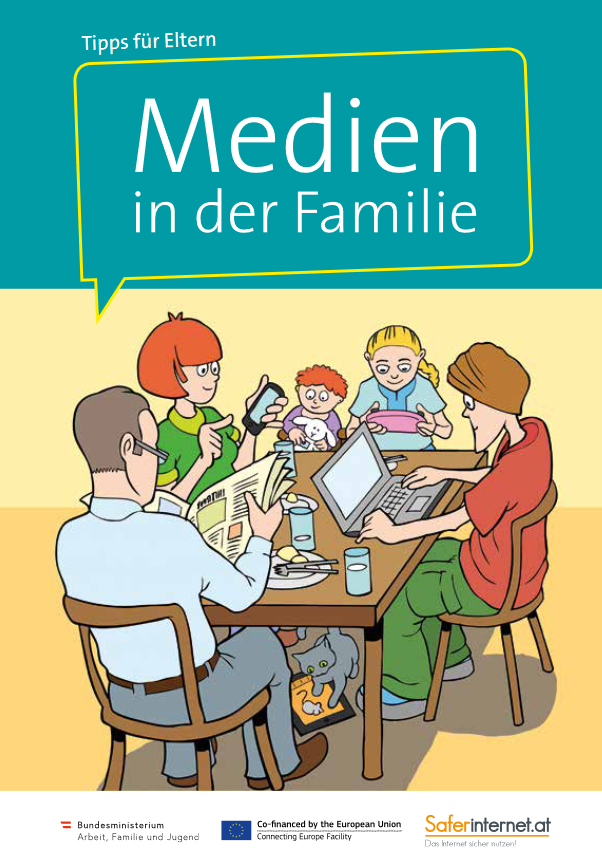 Tipps für Eltern
Medien
in der Familie
Bundesministerium
Arbeit, Familie und Jugend
Co-financed by the European Union
Connecting Europe Facility
Saferinternet.at
Das Internet sicher nutzen!